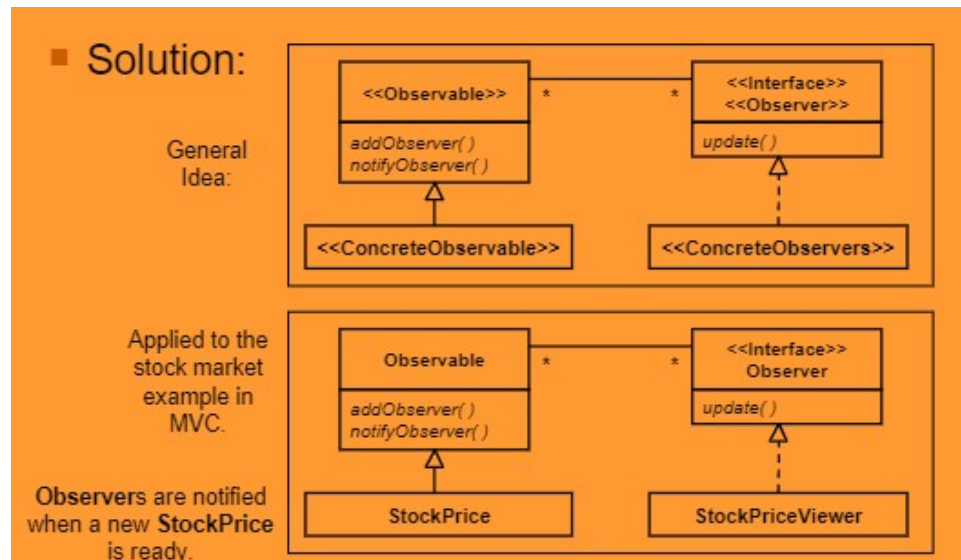 ■ Solution:
General
Idea:
<<Observable>>
addObserver( )
notifyObserver( )
*
*
<<Interface>>
<<Observer>>
update( )
<<ConcreteObservable>>
<<ConcreteObservers>>
Applied to the
stock market
example in
MVC.
Observers are notified
when a new StockPrice
is ready.
Observable
addObserver( )
notifyObserver( )
*
*
<<Interface>>
Observer
update( )
StockPrice
StockPriceViewer